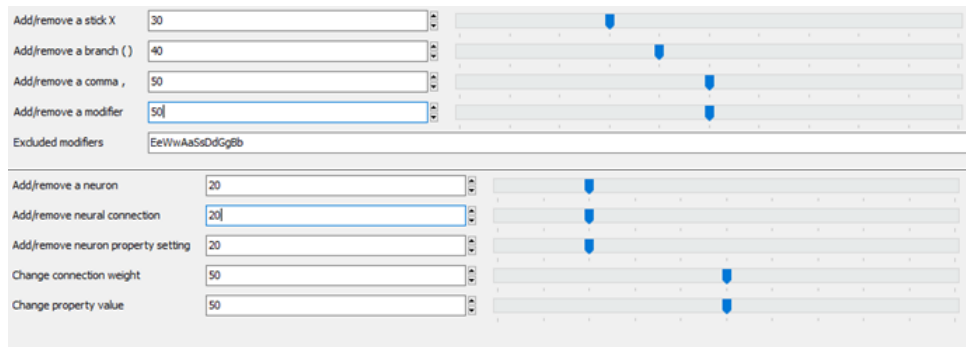 Add/remove a stick X 30
Add/remove a branch ( ) 40
Add/remove a comma , 50
Add/remove a modifier 50
Excluded modifiers EeWwAaSsDdGgBb
Add/remove a neuron 20
Add/remove neural connection 20
Add/remove neuron property setting 20
Change connection weight 50
Change property value 50